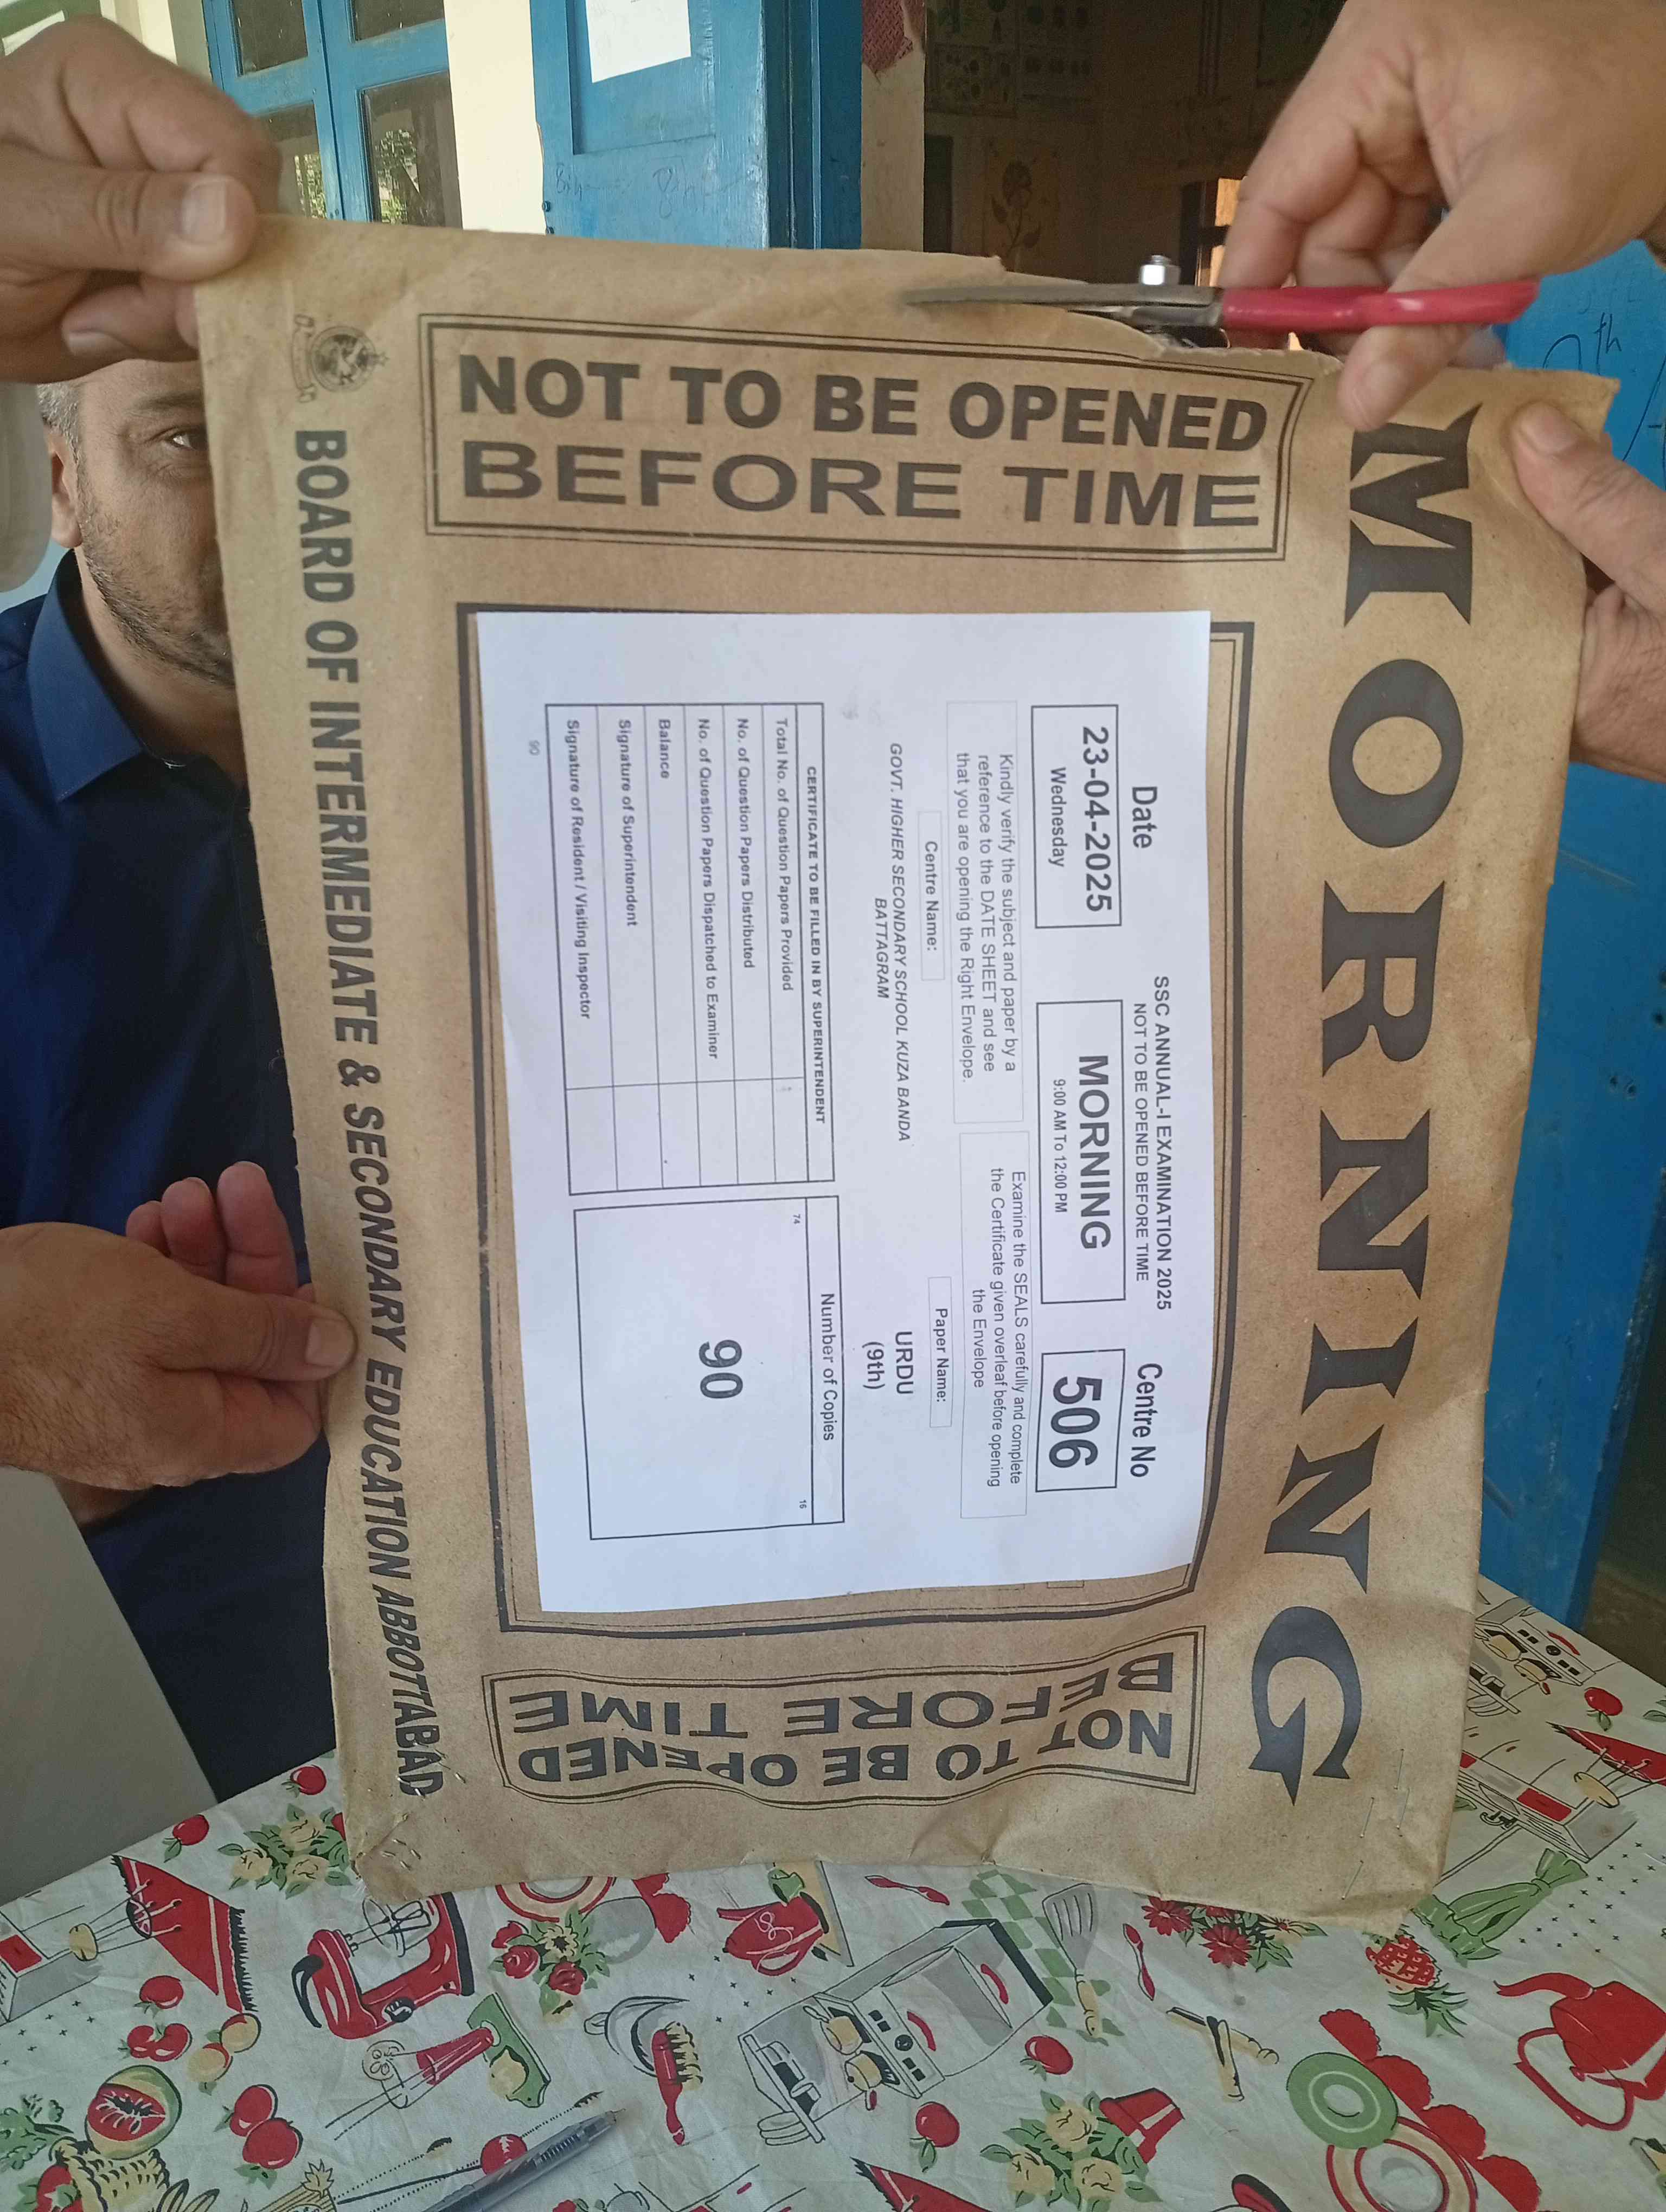 MORNING
NOT TO BE OPENED
BEFORE TIME
SSC ANNUAL-I EXAMINATION 2025
NOT TO BE OPENED BEFORE TIME
Date
Centre No
23-04-2025
Wednesday
MORNING
9:00 AM To 12:00 PM
506
Kindly verify the subject and paper by a
reference to the DATE SHEET and see
that you are opening the Right Envelope.
Examine the SEALS carefully and complete
the Certificate given overleaf before opening
the Envelope
Centre Name:
Paper Name:
GOVT. HIGHER SECONDARY SCHOOL KUZA BANDA
BATTAGRAM
URDU
(9th)
CERTIFICATE TO BE FILLED IN BY SUPERINTENDENT
Total No. of Question Papers Provided
No. of Question Papers Distributed
No. of Question Papers Dispatched to Examiner
Balance
Signature of Superintendent
Signature of Resident / Visiting Inspector
90
Number of Copies
74
16
90
NOT TO BE OPENED
BEFORE TIME
BOARD OF INTERMEDIATE & SECONDARY EDUCATION ABBOTTABAD